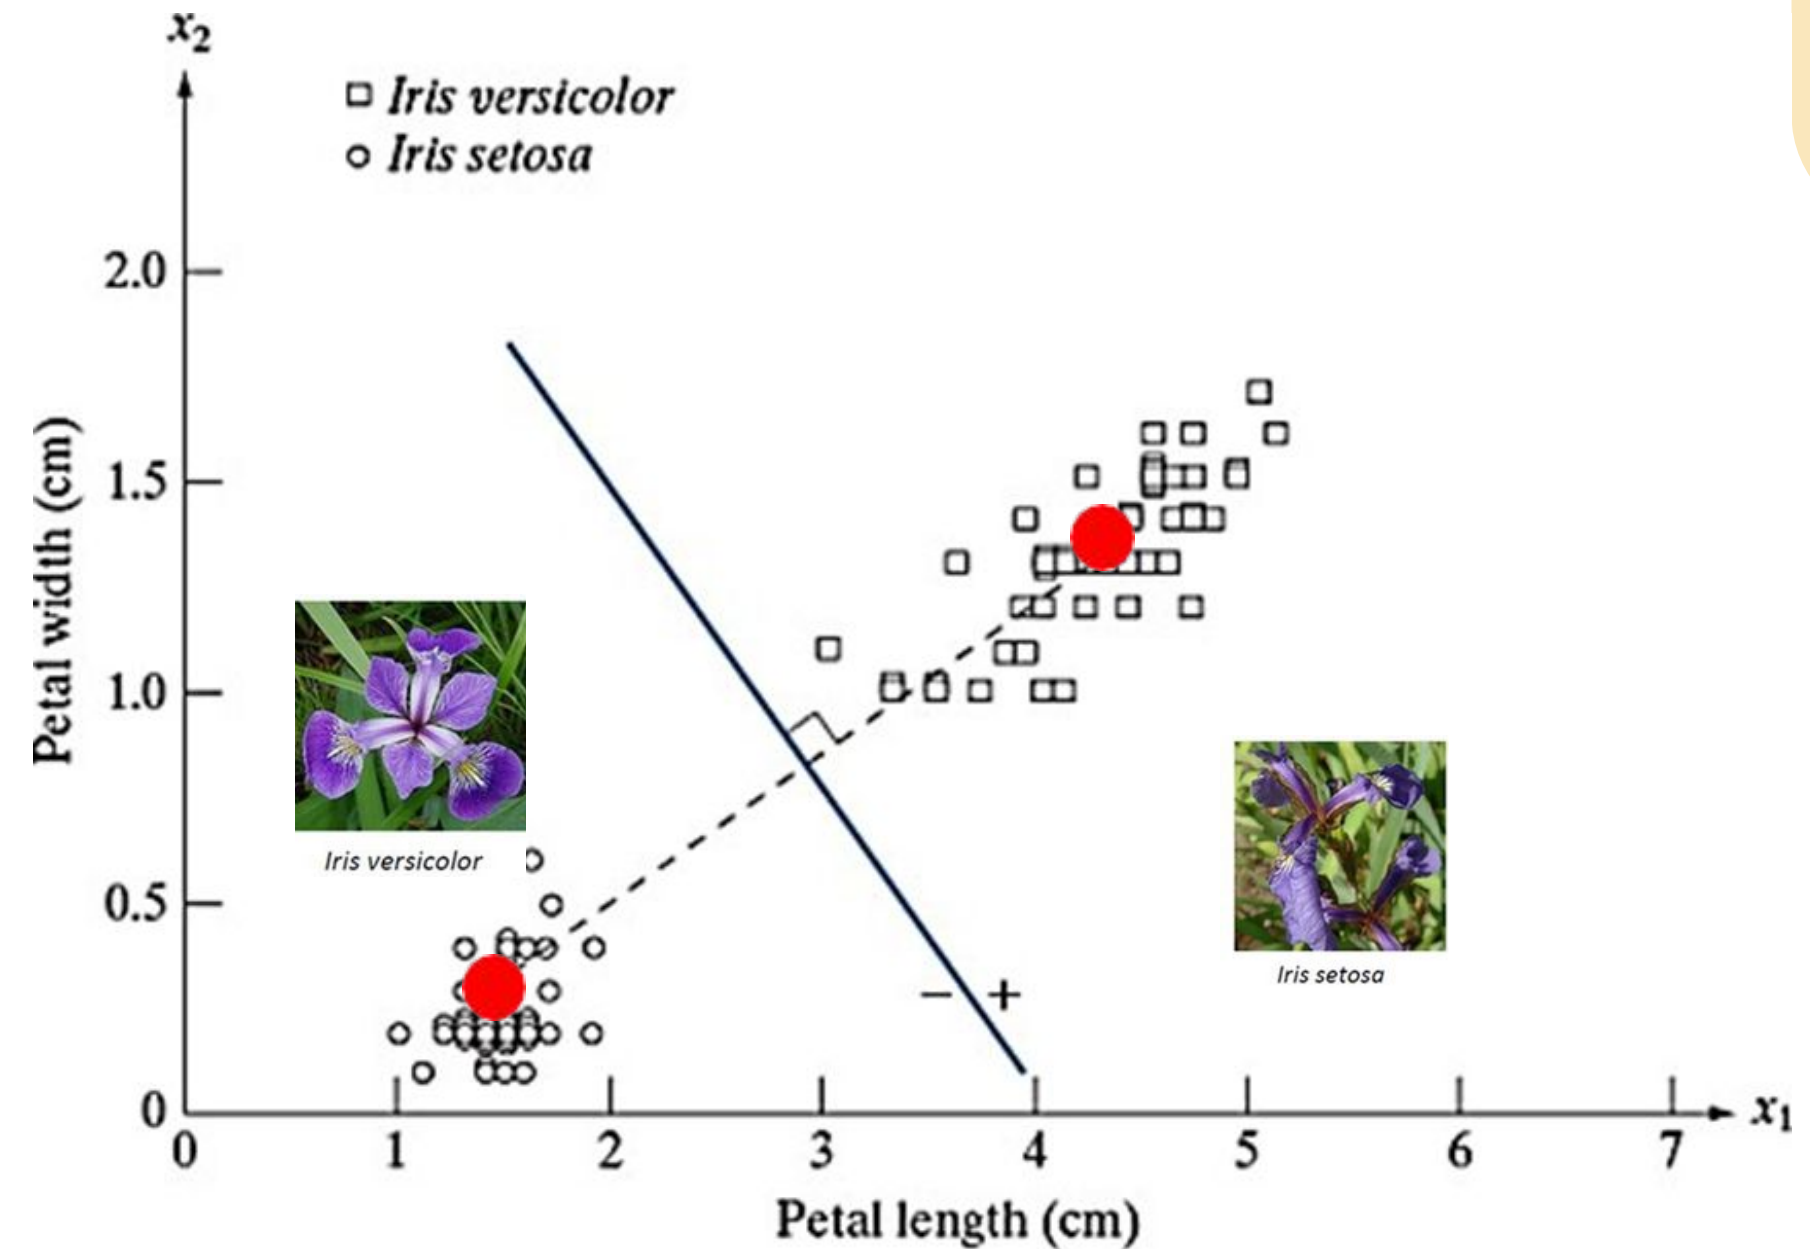 x2
Iris versicolor
Iris setosa
2.0
1.5
1.0
0.5
0
Petal width (cm)
Iris versicolor
Iris setosa
− +
0 1 2 3 4 5 6 7
x1
Petal length (cm)